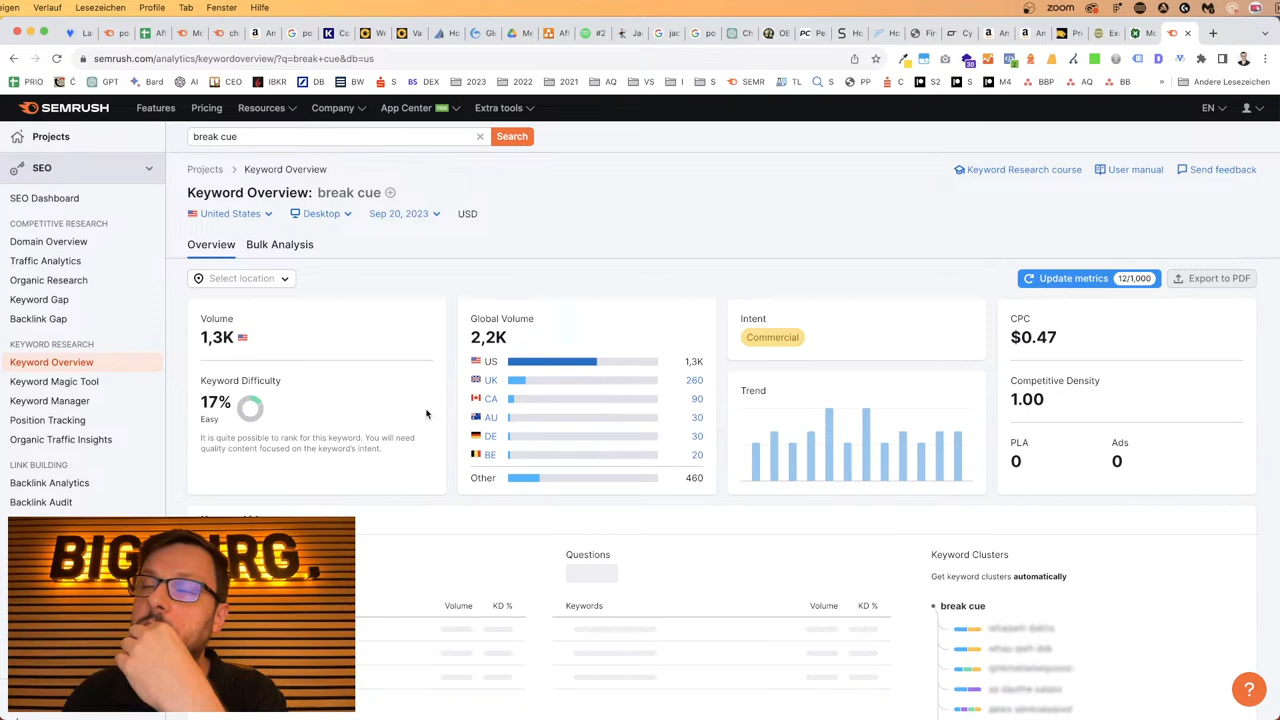 eigen Verlauf Lesezeichen Profile Tab Fenster Hilfe
zoom
semrush.com/analytics/keywordoverview/?q=break+cue&db=us
PRIO GPT Bard AI CEO BS DEX 2023 2022 2021 AQ VS SEMR TL PP S2 M4 BBP AQ BB » Andere Lesezeichen
SEMRUSH Features Pricing Resources Company App Center NEW Extra tools EN
Projects
break cue
Search
SEO
Projects > Keyword Overview
Keyword Research course User manual Send feedback
Keyword Overview: break cue
United States Desktop Sep 20, 2023 USD
Overview Bulk Analysis
Select location
Update metrics 12/1,000
Export to PDF
SEO Dashboard
COMPETITIVE RESEARCH
Domain Overview
Traffic Analytics
Organic Research
Keyword Gap
Backlink Gap
KEYWORD RESEARCH
Keyword Overview
Keyword Magic Tool
Keyword Manager
Position Tracking
Organic Traffic Insights
LINK BUILDING
Backlink Analytics
Backlink Audit
Volume
1,3K
Keyword Difficulty
17%
Easy
It is quite possible to rank for this keyword. You will need
quality content focused on the keyword's intent.
Global Volume
2,2K
US 1,3K
UK 260
CA 90
AU 30
DE 30
BE 20
Other 460
Intent
Commercial
Trend
CPC
$0.47
Competitive Density
1.00
PLA Ads
0 0
Questions
Keyword Clusters
Get keyword clusters automatically
Volume KD % Keywords Volume KD %
break cue
?